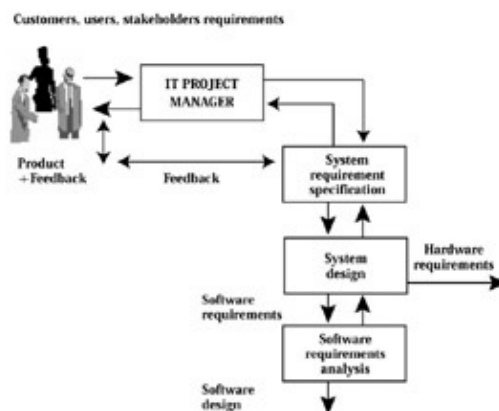 Customers, users, stakeholders requirements
IT PROJECT
MANAGER
Product
+Feedback
Feedback
System
requirement
specification
System
design
Hardware
requirements
Software
requirements
Software
requirements
analysis
Software
design